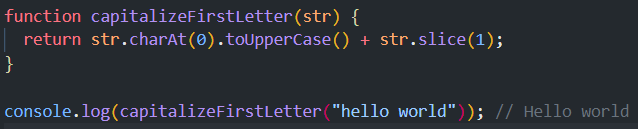 function capitalizeFirstLetter(str) {
  return str.charAt(0).toUpperCase() + str.slice(1);
}
console.log(capitalizeFirstLetter("hello world")); // Hello world